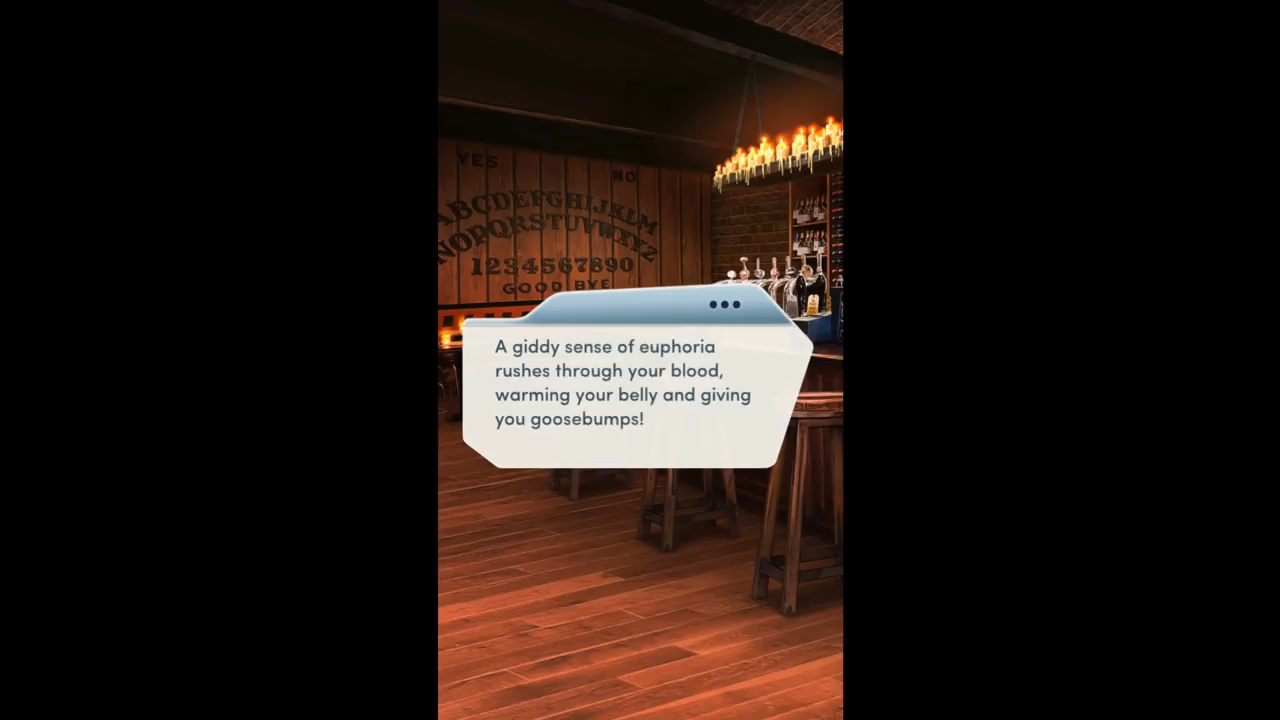 YES
NO
ABCDEFGHIJKLM
NOPQRSTUVWXYZ
1234567890
GOOD BYE
A giddy sense of euphoria
rushes through your blood,
warming your belly and giving
you goosebumps!